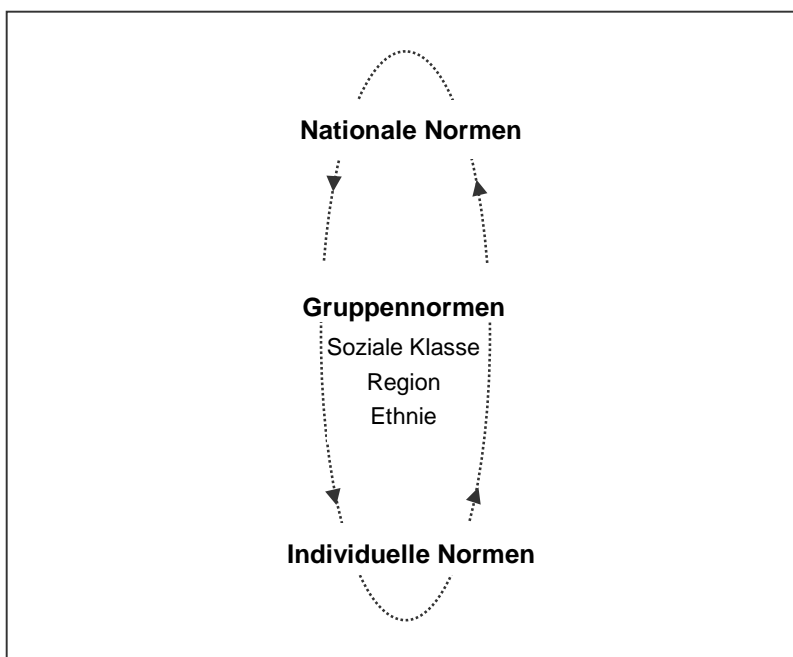 Nationale Normen
Gruppennormen
Soziale Klasse
Region
Ethnie
Individuelle Normen